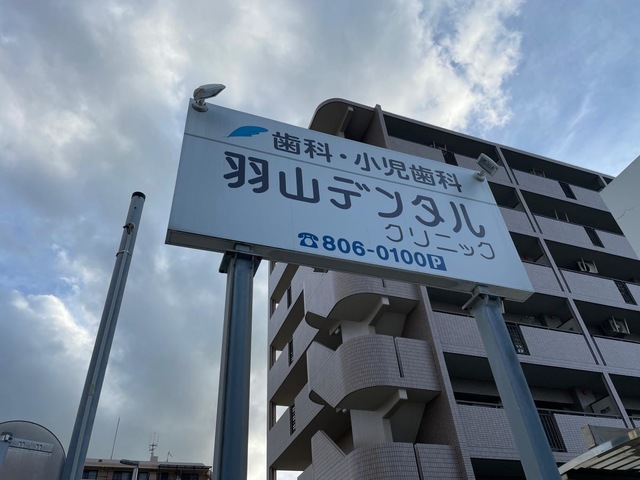 歯科・小児歯科
羽山デンタル
クリニック
☎806-0100 P